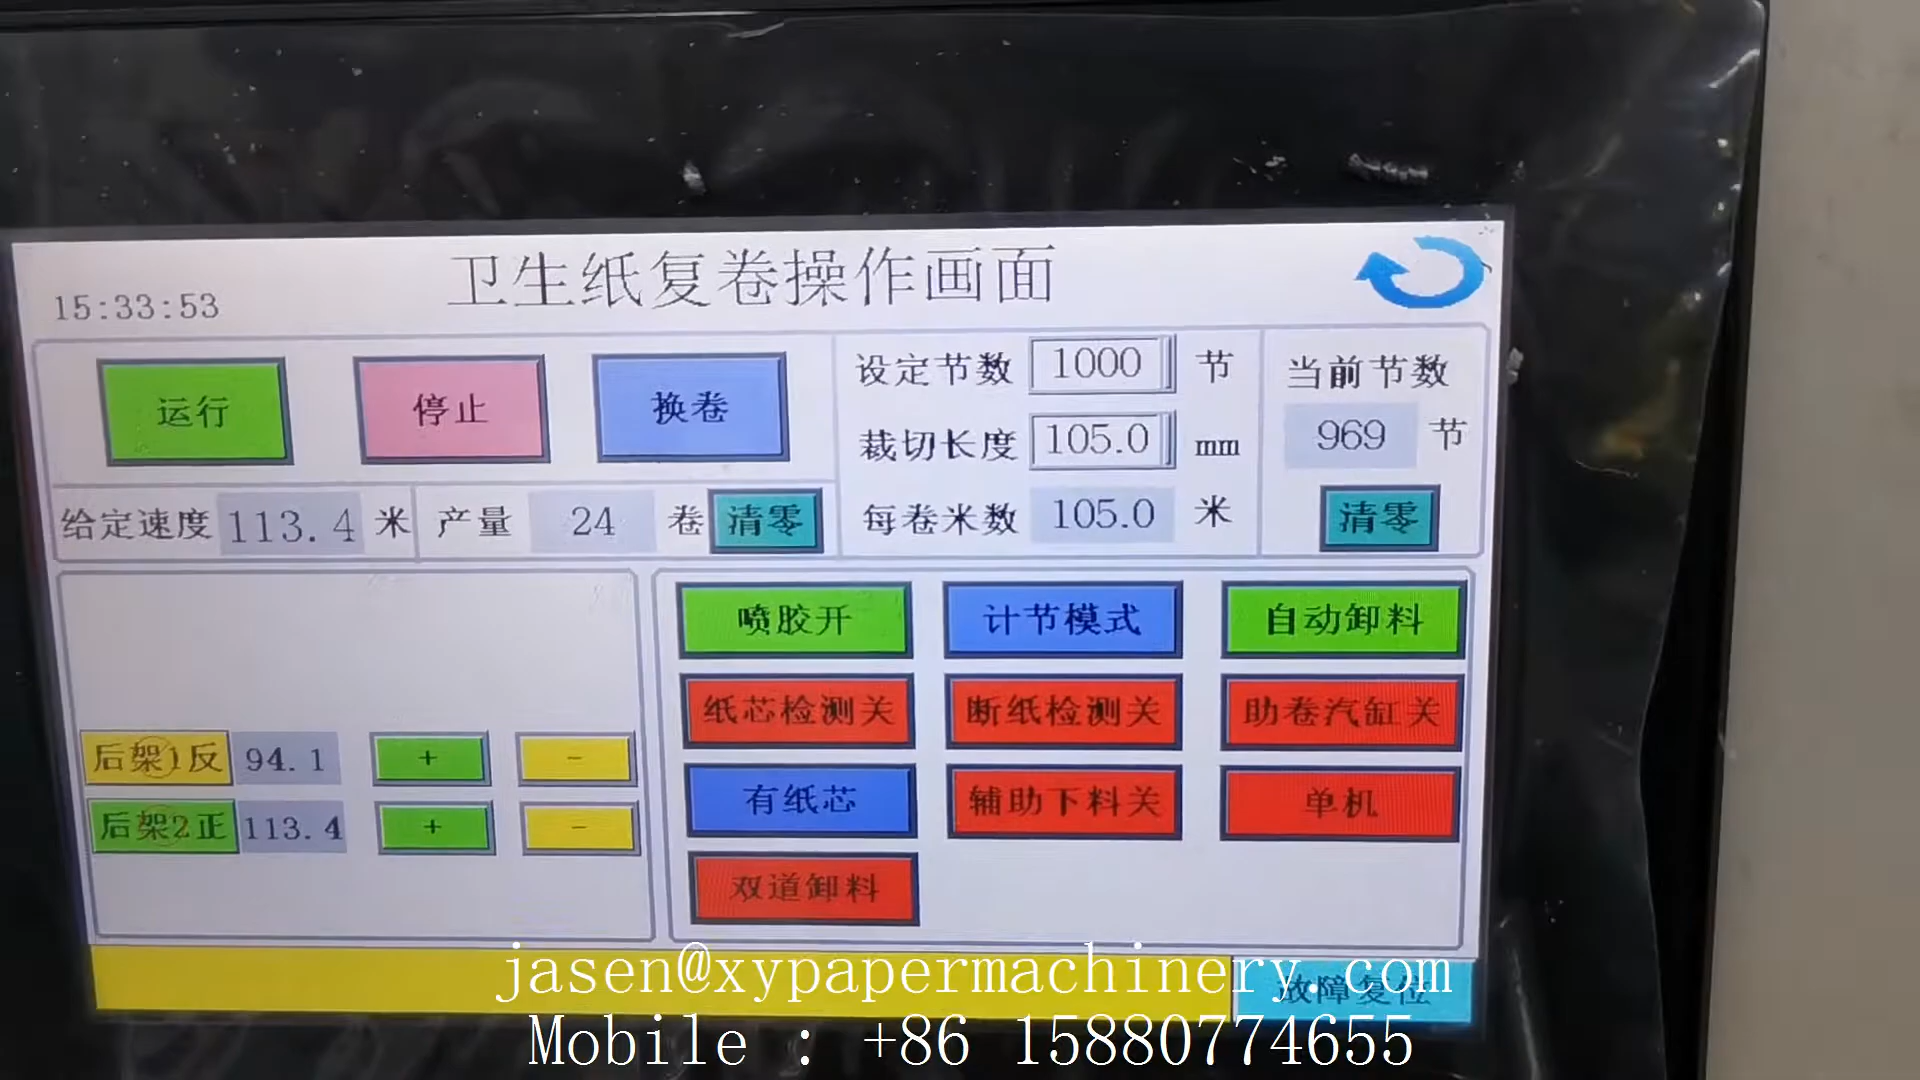 卫生纸复卷操作画面
15:33:53
运行 停止 换卷
设定节数 1000 节
当前节数
裁切长度 105.0 mm
969 节
给定速度 113.4 米 产量 24 卷 清零
每卷米数 105.0 米
清零
喷胶开 计节模式 自动卸料
纸芯检测关 断纸检测关 助卷汽缸关
后架1反 94.1 + -
有纸芯 辅助下料关 单机
后架2正 113.4 + -
双道卸料
故障复位
jasen@xypapermachinery.com
Mobile : +86 15880774655